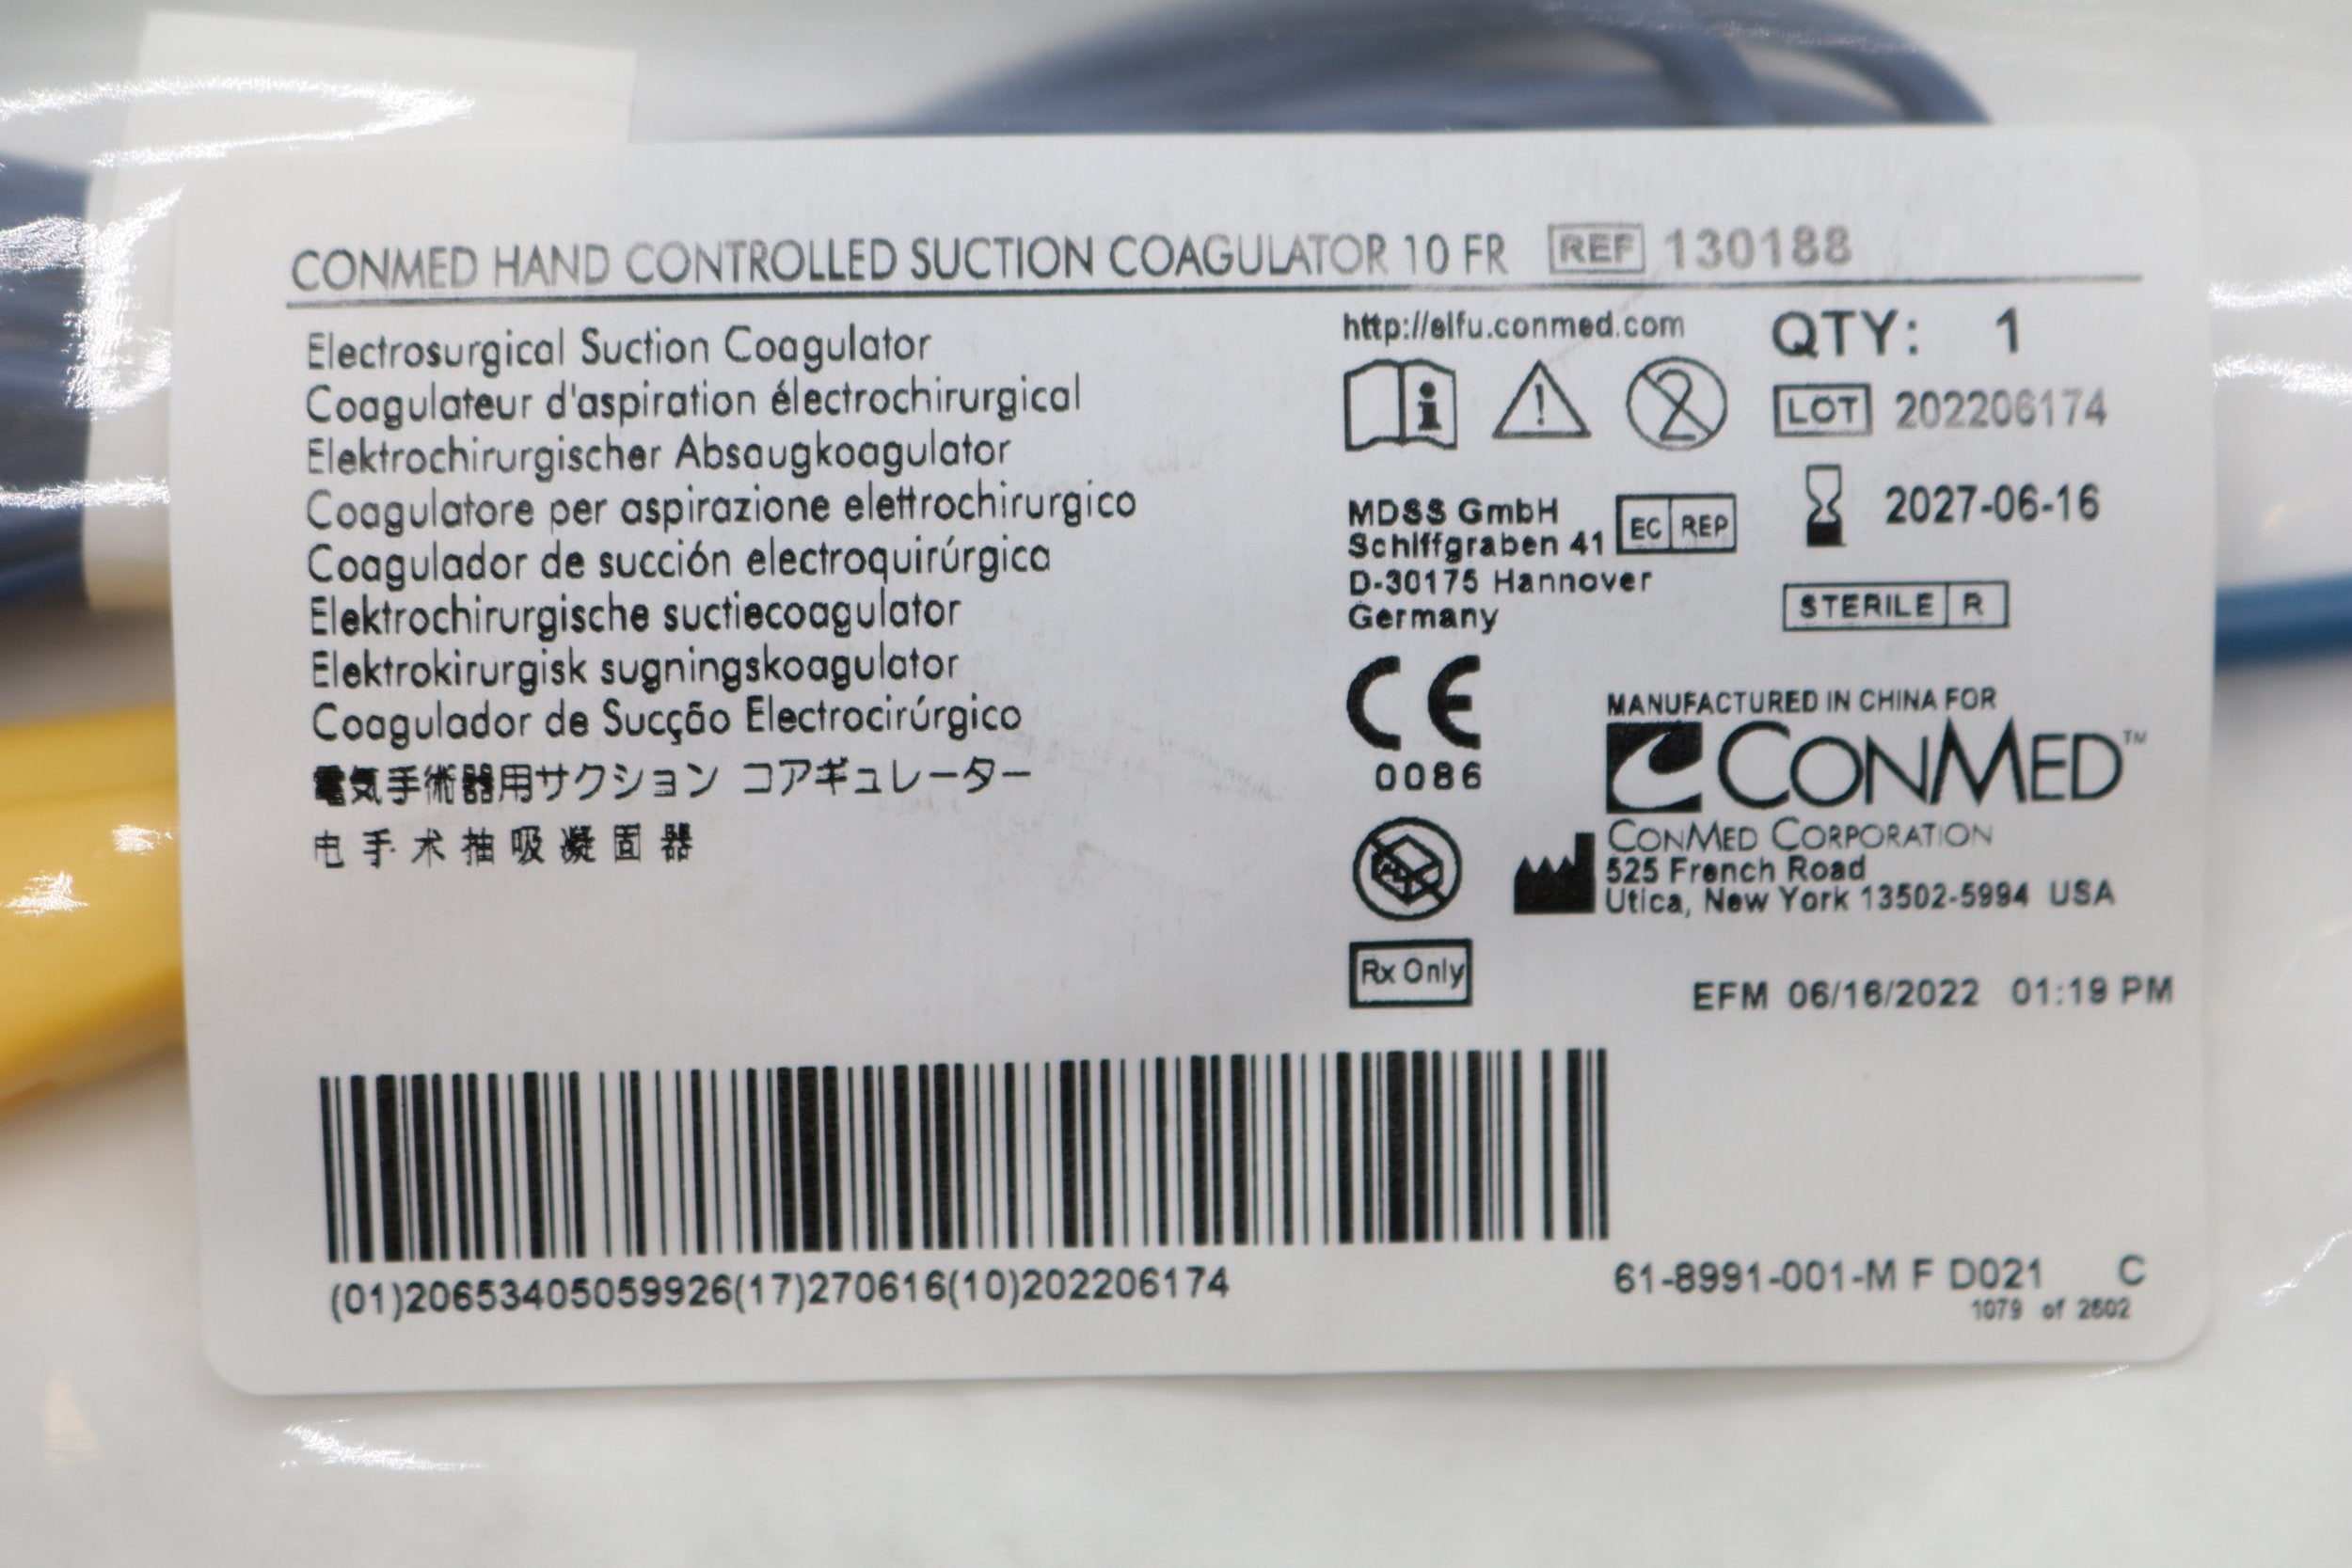 CONMED HAND CONTROLLED SUCTION COAGULATOR 10 FR REF 130188
Electrosurgical Suction Coagulator
Coagulateur d'aspiration électrochirurgical
Elektrochirurgischer Absaugkoagulator
Coagulatore per aspirazione elettrochirurgico
Coagulador de succión electroquirúrgica
Elektrochirurgische suctiecoagulator
Elektrokirurgisk sugningskoagulator
Coagulador de Sucção Electrocirúrgico
電気手術器用サクション コアギュレーター
电手术抽吸凝固器
http://eifu.conmed.com
QTY: 1
LOT 202206174
2
2027-06-16
MDSS GmbH
Schiffgraben 41
D-30175 Hannover
Germany
EC REP
STERILE R
CE
0086
MANUFACTURED IN CHINA FOR
CONMED™
CONMED CORPORATION
525 French Road
Utica, New York 13502-5994 USA
Rx Only
EFM 06/16/2022 01:19 PM
(01)20653405059926(17)270616(10)202206174
61-8991-001-M F D021 C
1079 of 2502